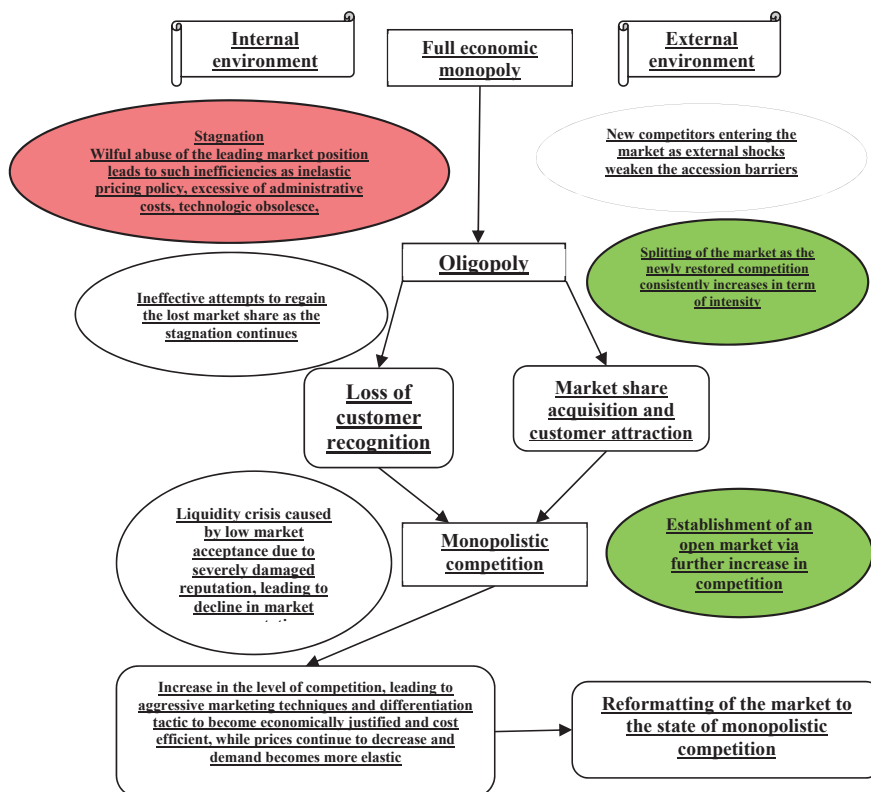 Internal
environment
Full economic
monopoly
External
environment
Stagnation
Wilful abuse of the leading market position
leads to such inefficiencies as inelastic
pricing policy, excessive of administrative
costs, technologic obsolesce,
New competitors entering the
market as external shocks
weaken the accession barriers
Oligopoly
Splitting of the market as the
newly restored competition
consistently increases in term
of intensity
Ineffective attempts to regain
the lost market share as the
stagnation continues
Loss of
customer
recognition
Market share
acquisition and
customer attraction
Liquidity crisis caused
by low market
acceptance due to
severely damaged
reputation, leading to
decline in market
Monopolistic
competition
Establishment of an
open market via
further increase in
competition
Increase in the level of competition, leading to
aggressive marketing techniques and differentiation
tactic to become economically justified and cost
efficient, while prices continue to decrease and
demand becomes more elastic
Reformatting of the market to
the state of monopolistic
competition